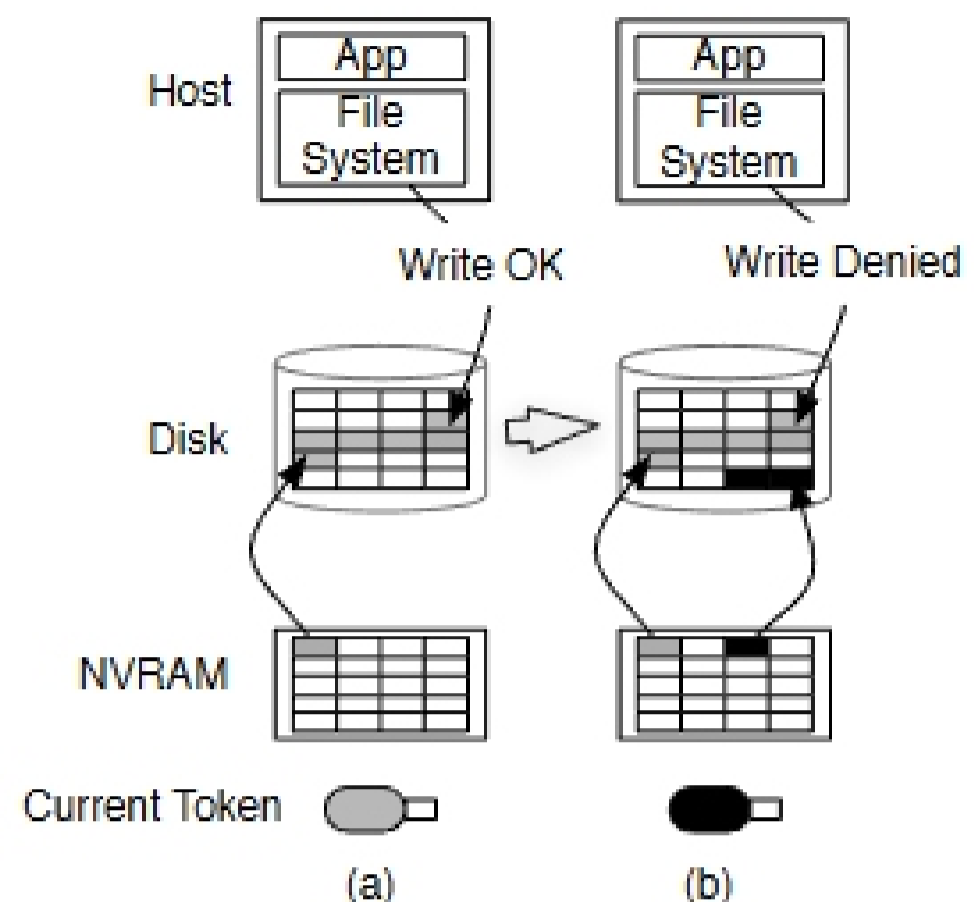 App
App
Host
File
System
File
System
Write OK
Write Denied
Disk
NVRAM
Current Token
(a)
(b)